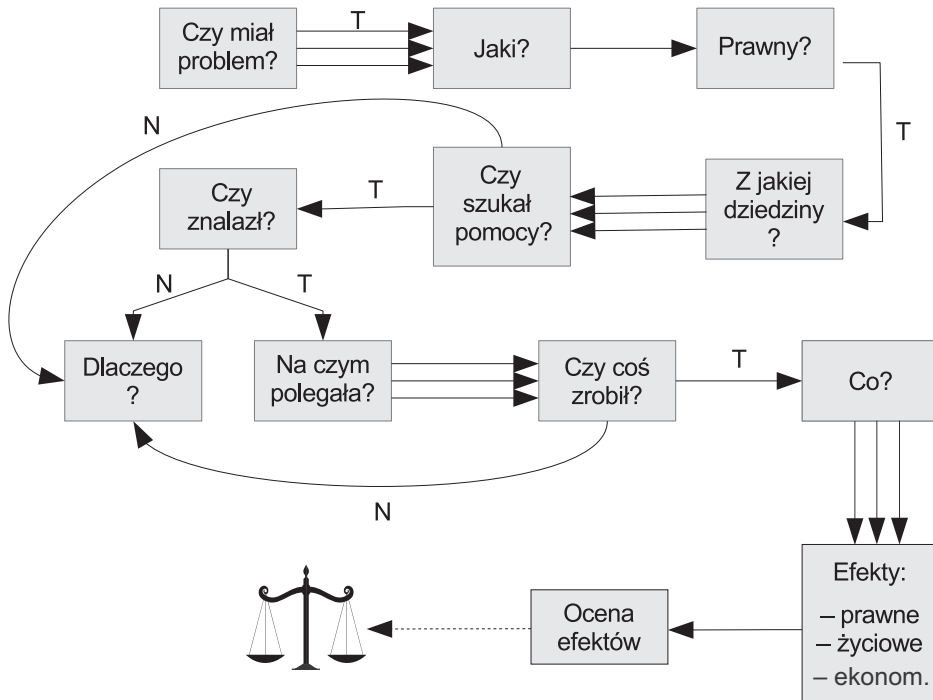 Czy miał
problem?
T
Jaki?
Prawny?
T
Z jakiej
dziedziny
?
Czy
szukał
pomocy?
N
T
Czy
znalazł?
N
T
Dlaczego
?
Na czym
polegała?
Czy coś
zrobił?
N
T
Co?
Efekty:
– prawne
– życiowe
– ekonom.
Ocena
efektów